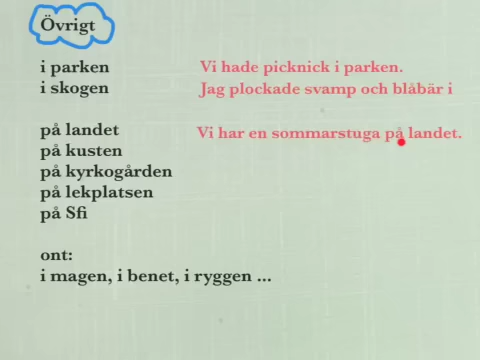 Övrigt
i parken Vi hade picknick i parken.
i skogen Jag plockade svamp och blåbär i
på landet Vi har en sommarstuga på landet.
på kusten
på kyrkogården
på lekplatsen
på Sfi
ont:
i magen, i benet, i ryggen ...